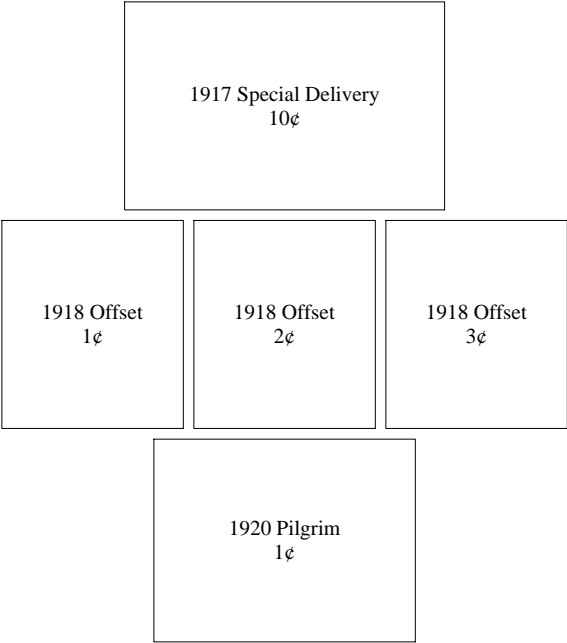 1917 Special Delivery
10¢
1918 Offset
1¢
1918 Offset
2¢
1918 Offset
3¢
1920 Pilgrim
1¢